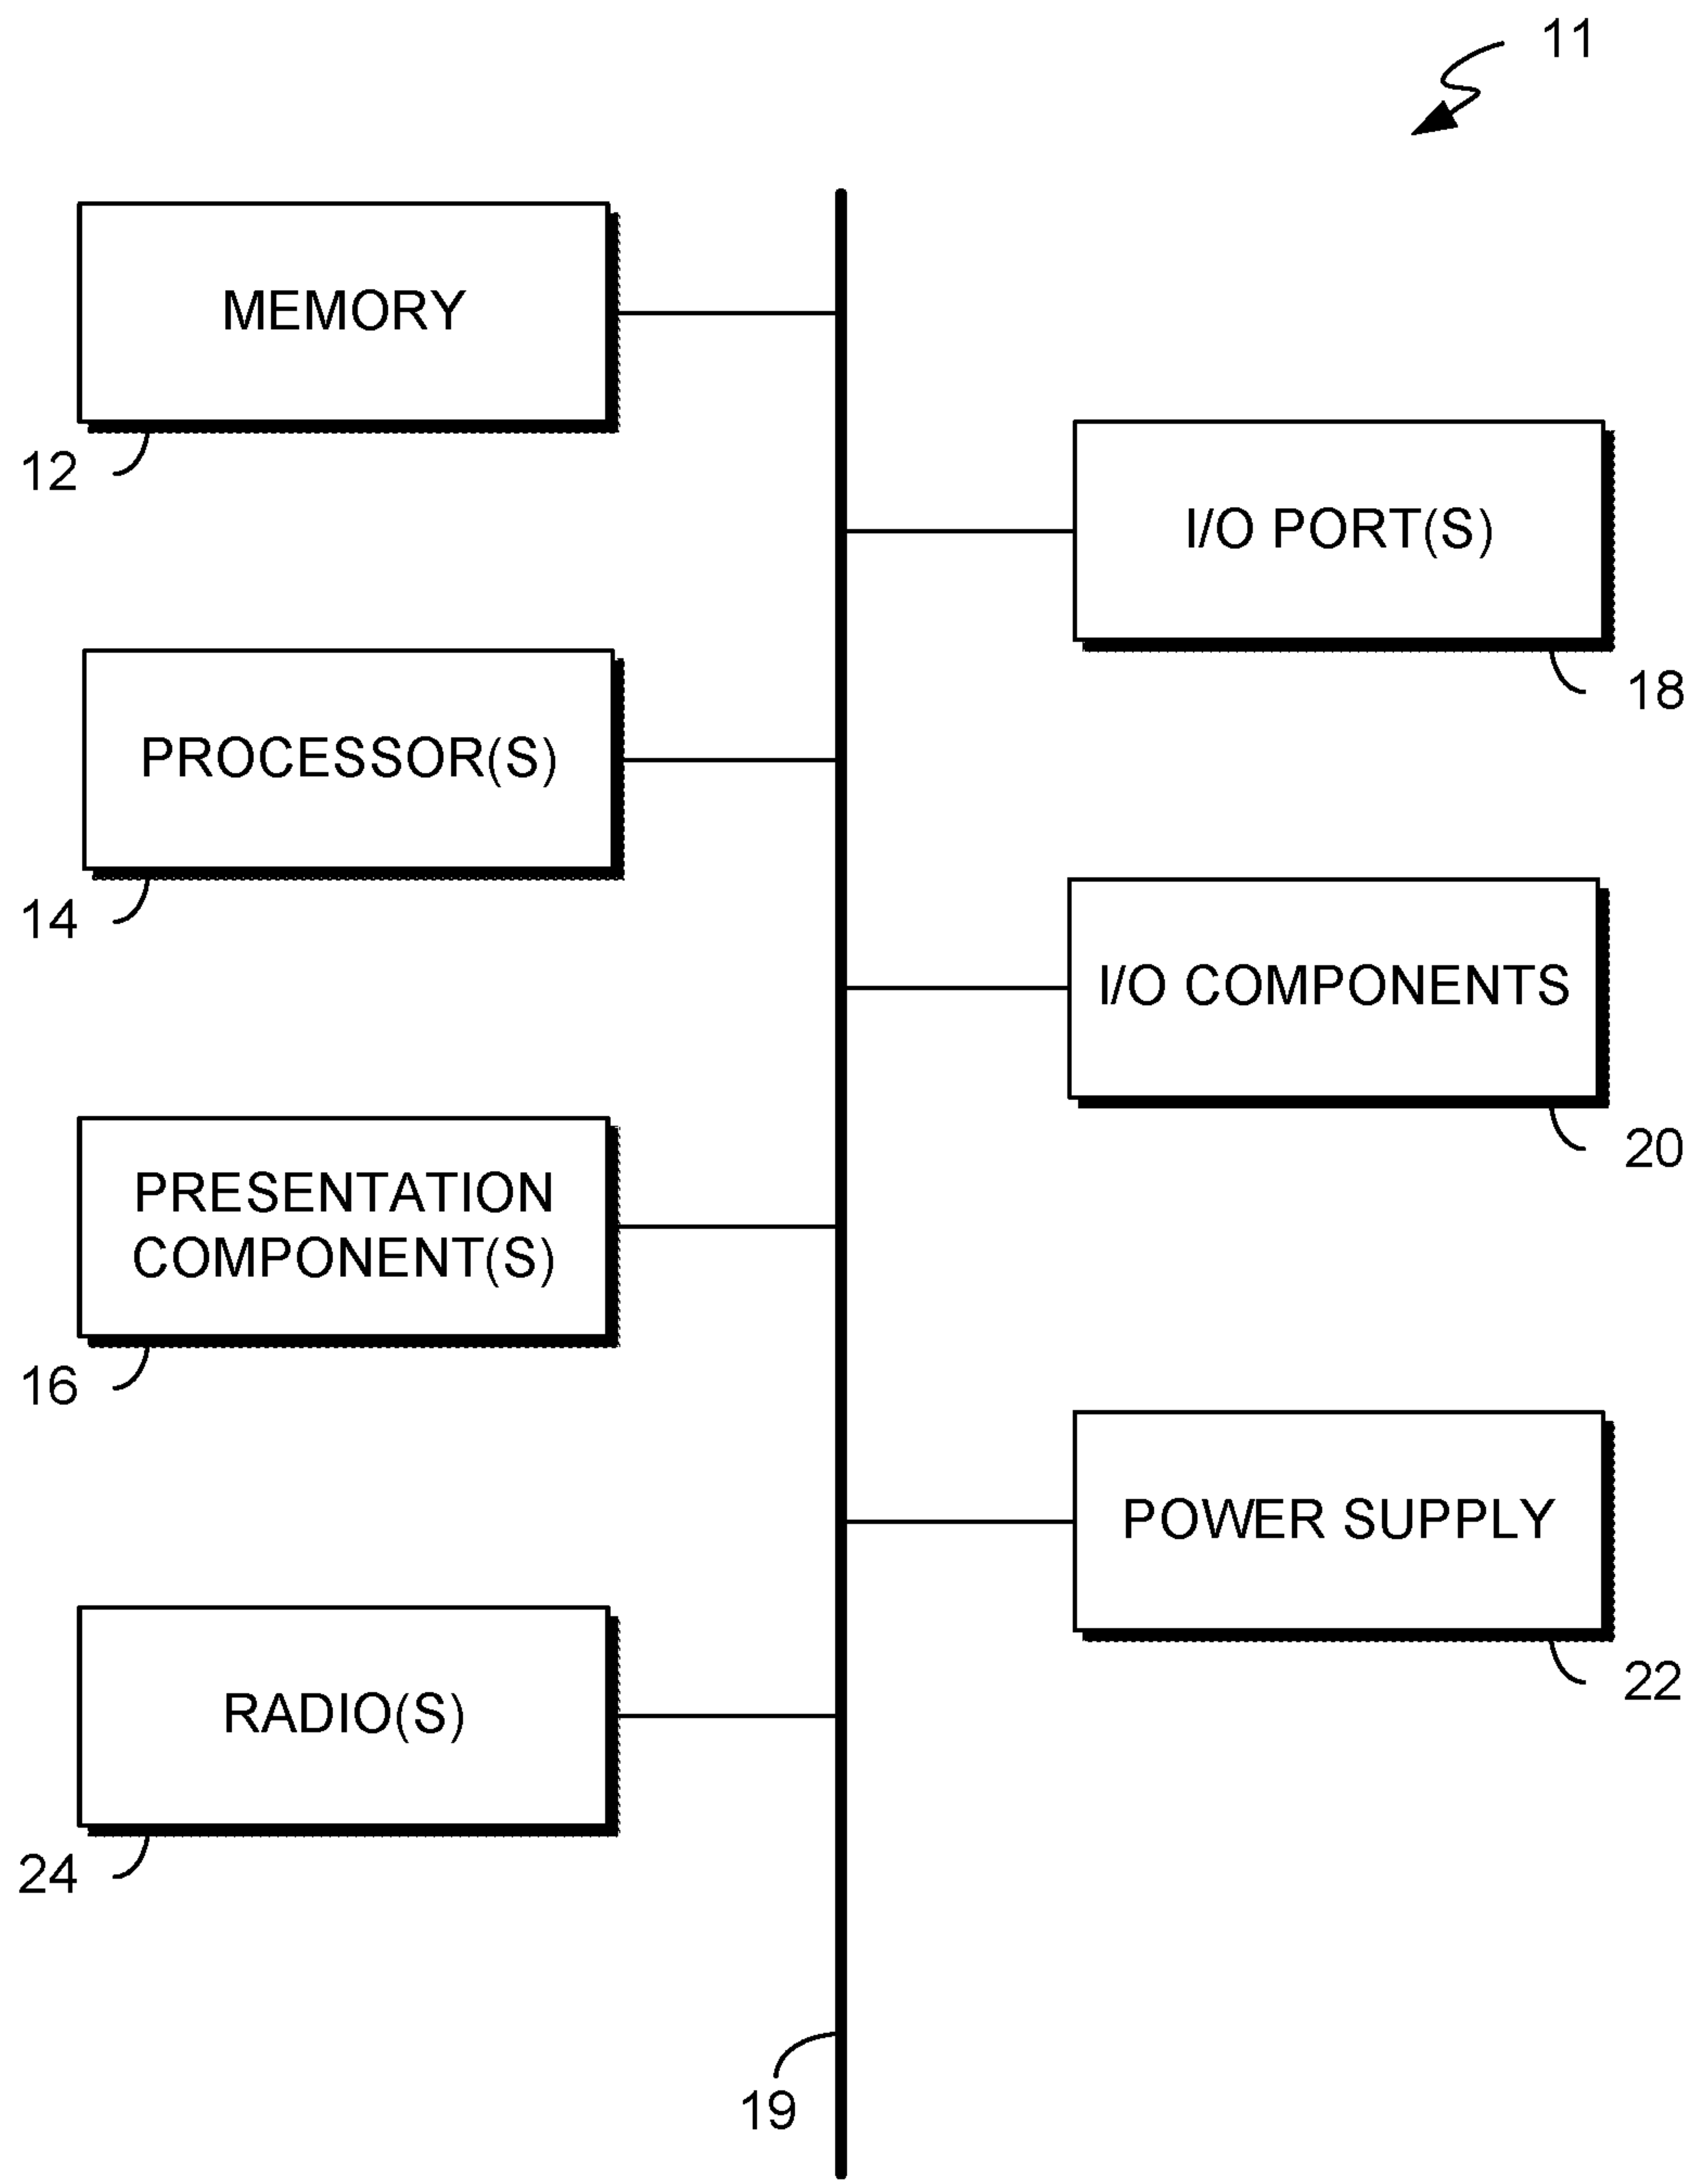 11
MEMORY
12
I/O PORT(S)
18
PROCESSOR(S)
14
I/O COMPONENTS
20
PRESENTATION
COMPONENT(S)
16
POWER SUPPLY
22
RADIO(S)
24
19